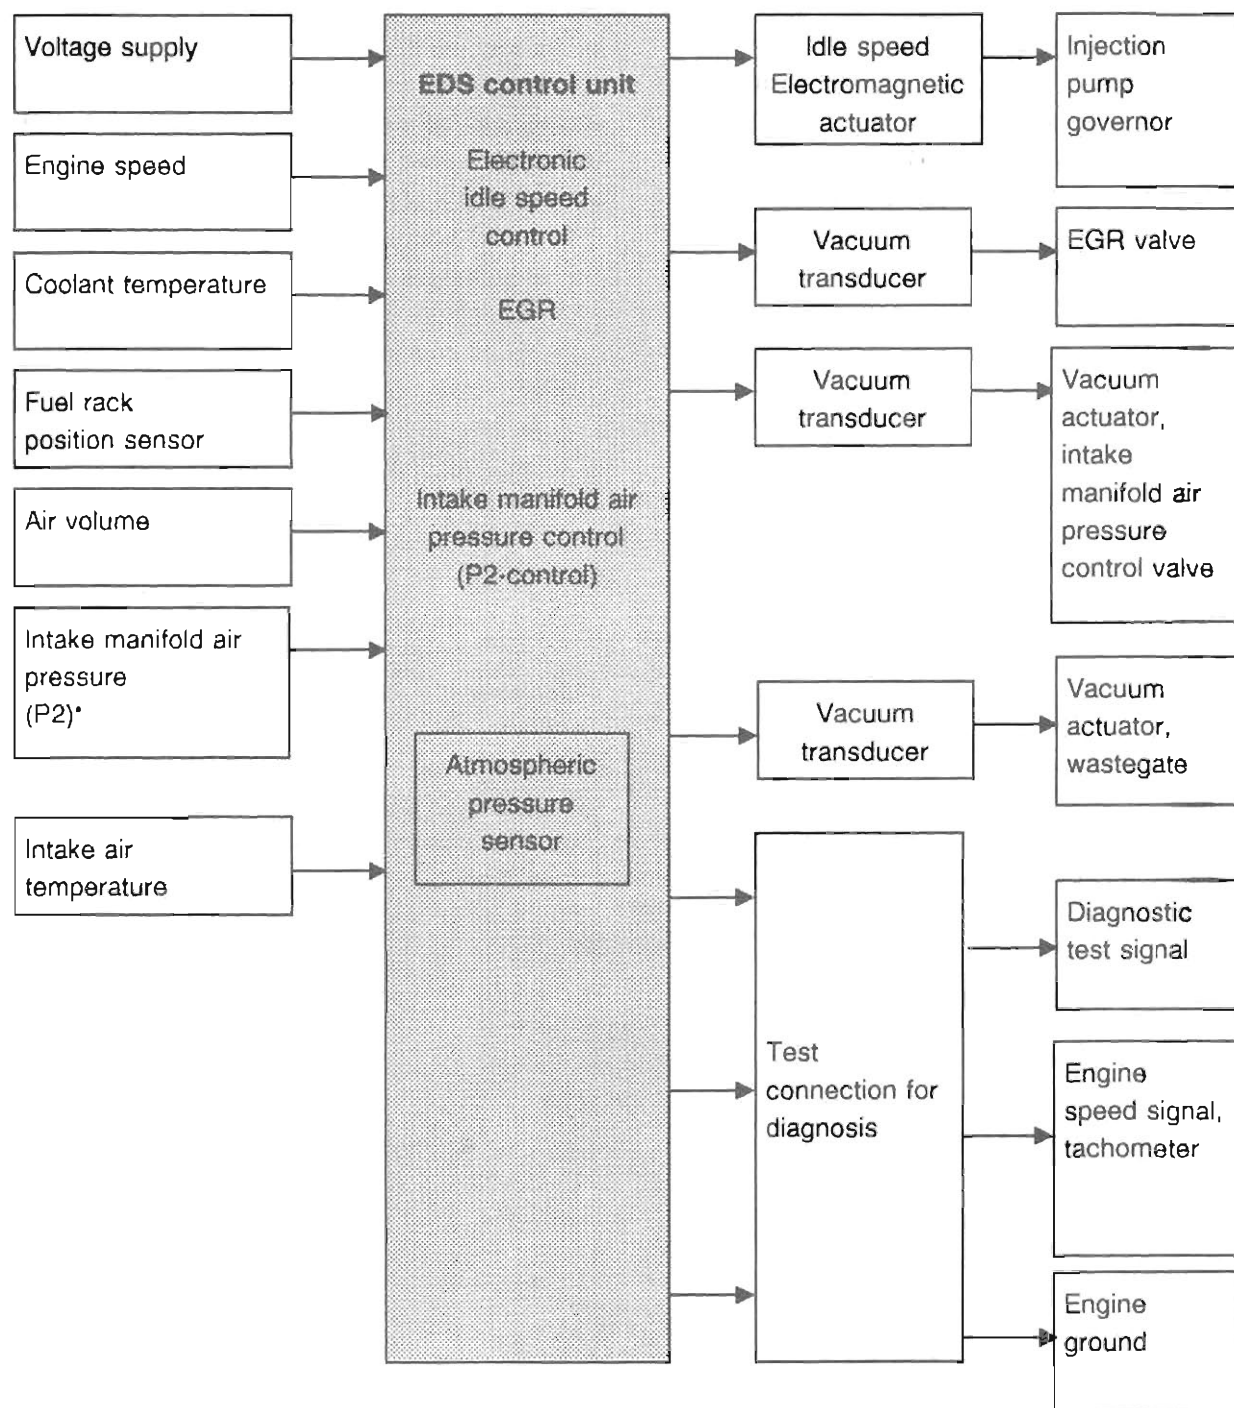 Voltage supply
Engine speed
Coolant temperature
Fuel rack
position sensor
Air volume
Intake manifold air
pressure
(P2)*
Intake air
temperature
EDS control unit
Electronic
idle speed
control
EGR
Intake manifold air
pressure control
(P2-control)
Atmospheric
pressure
sensor
Idle speed
Electromagnetic
actuator
Vacuum
transducer
Vacuum
transducer
Vacuum
transducer
Test
connection for
diagnosis
Injection
pump
governor
EGR valve
Vacuum
actuator,
intake
manifold air
pressure
control valve
Vacuum
actuator,
wastegate
Diagnostic
test signal
Engine
speed signal,
tachometer
Engine
ground